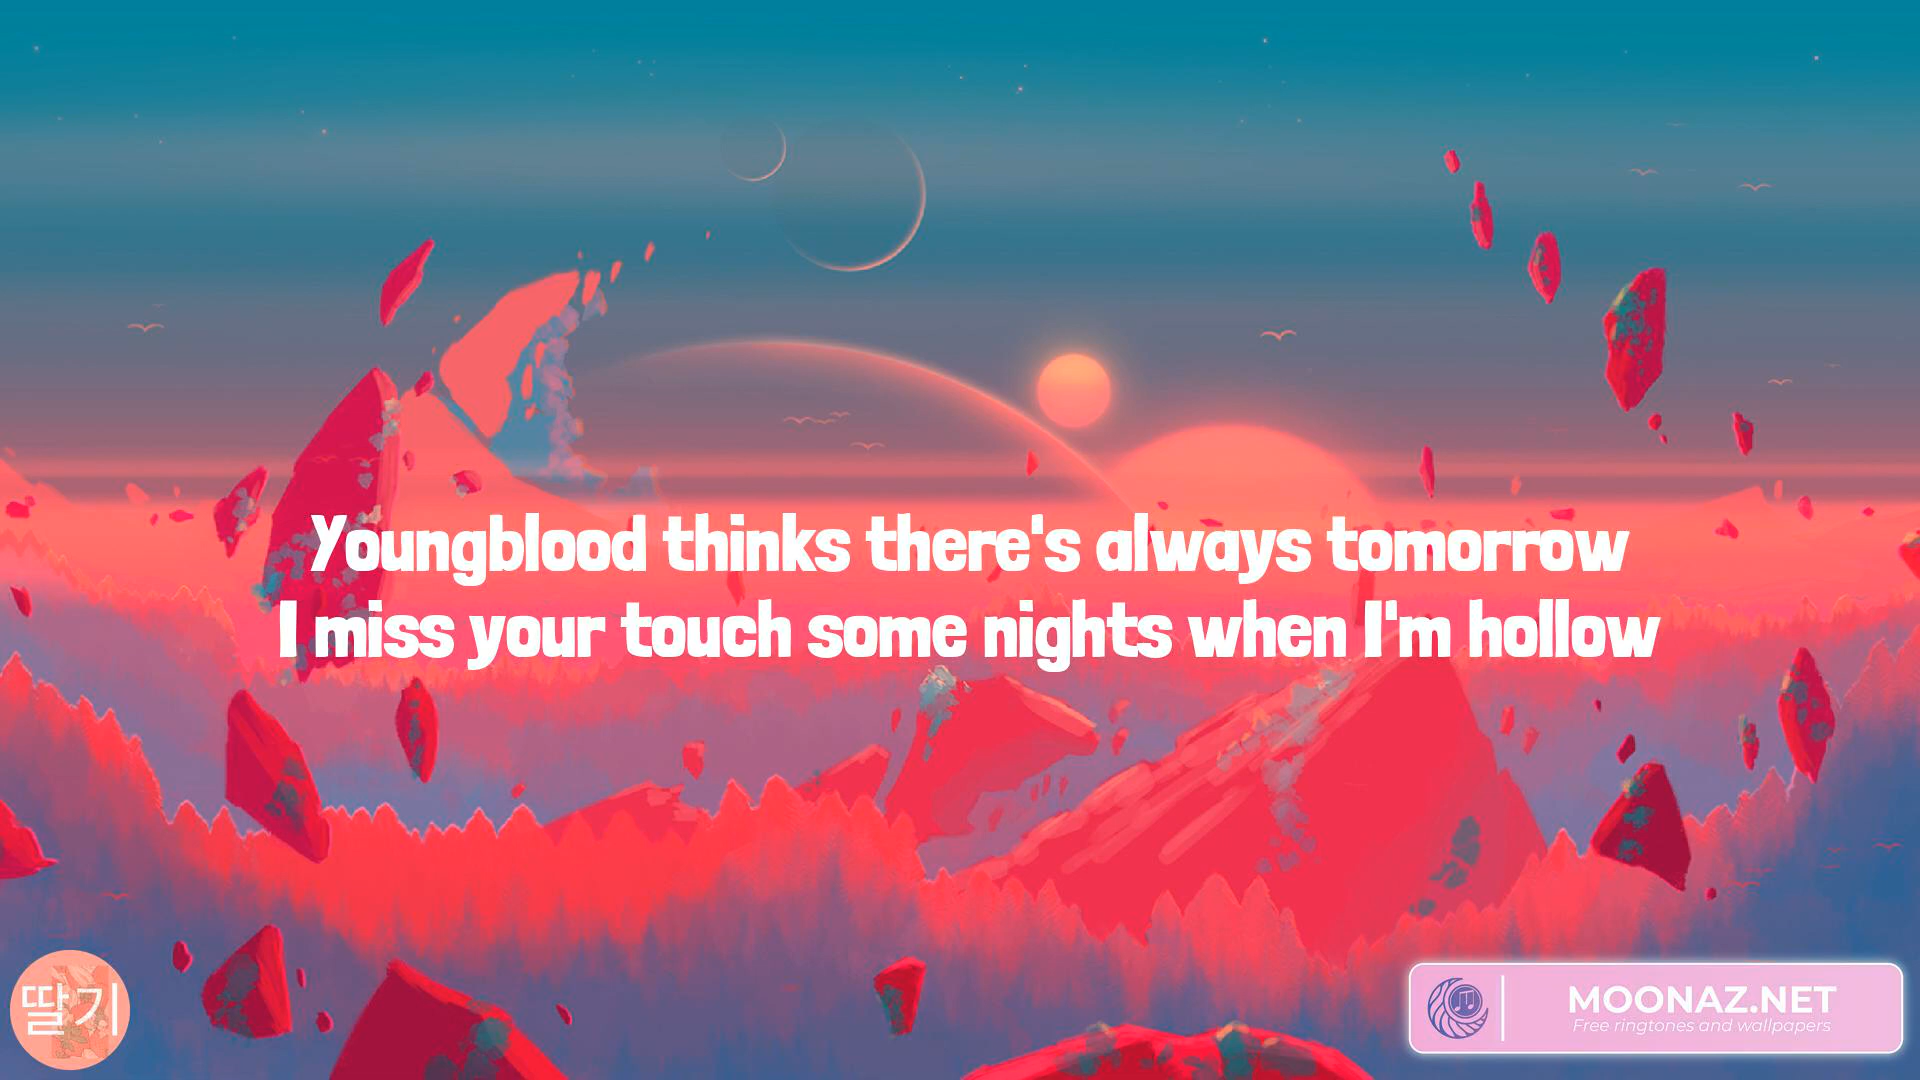 Youngblood thinks there's always tomorrow
I miss your touch some nights when I'm hollow
딸기
MOONAZ.NET
Free ringtones and wallpapers